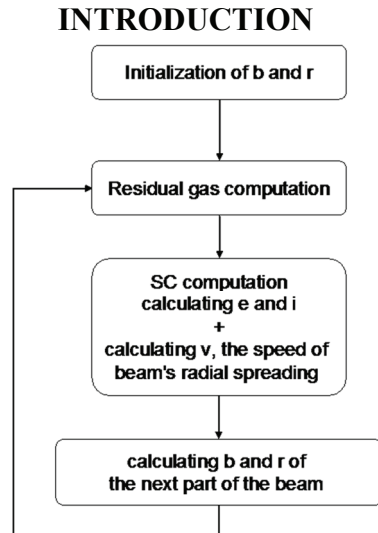 INTRODUCTION
Initialization of b and r
Residual gas computation
SC computation
calculating e and i
+
calculating v, the speed of
beam's radial spreading
calculating b and r of
the next part of the beam